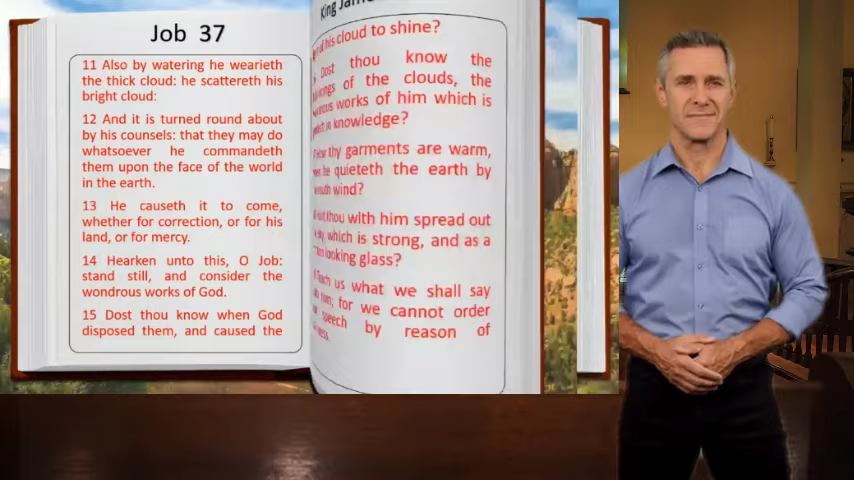 Job 37
11 Also by watering he wearieth
the thick cloud: he scattereth his
bright cloud:
12 And it is turned round about
by his counsels: that they may do
whatsoever he commandeth
them upon the face of the world
in the earth.
13 He causeth it to come,
whether for correction, or for his
land, or for mercy.
14 Hearken unto this, O Job:
stand still, and consider the
wondrous works of God.
15 Dost thou know when God
disposed them, and caused the
King
his cloud to shine?
Dost thou know the
of the clouds, the
works of him which is
in knowledge?
thy garments are warm,
he quieteth the earth by
wind?
thou with him spread out
which is strong, and as a
looking glass?
us what we shall say
for we cannot order
speech by reason of